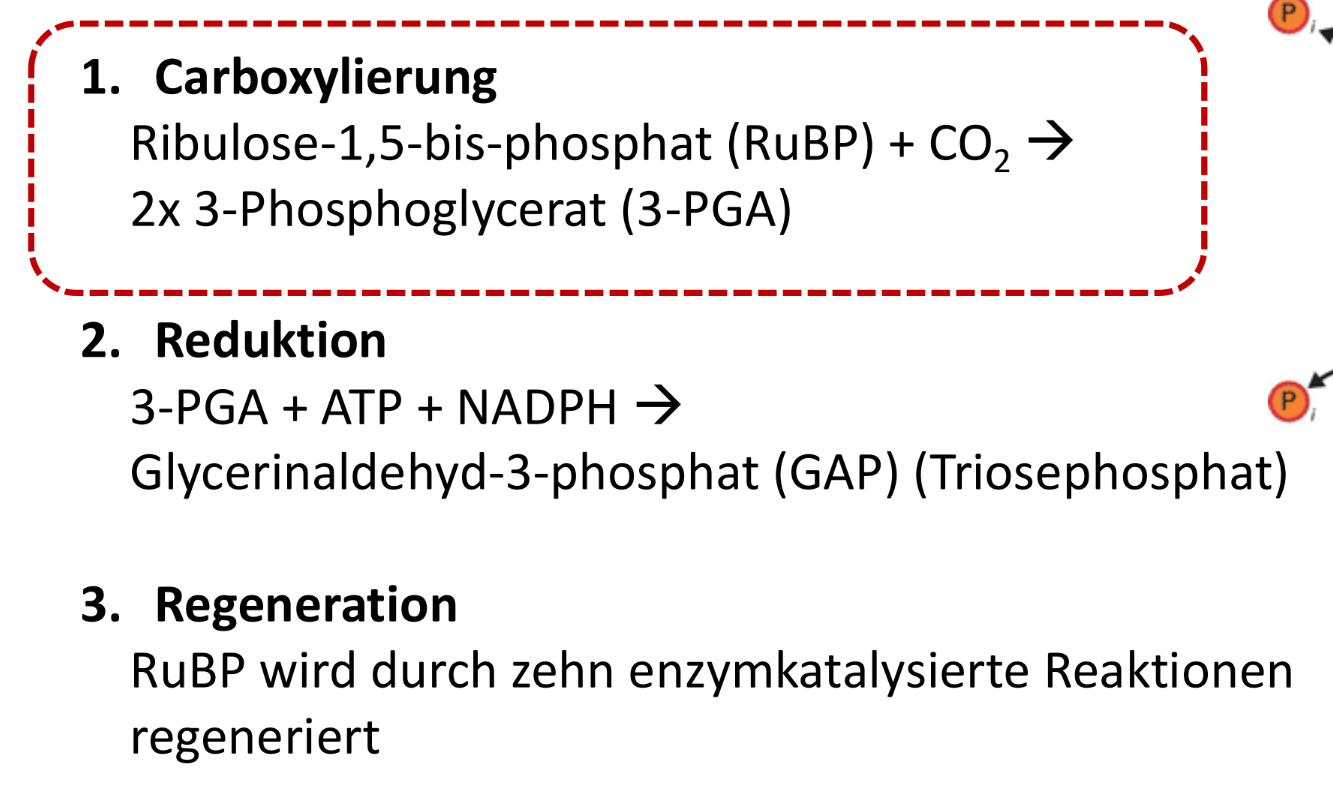 P i
1. Carboxylierung
Ribulose-1,5-bis-phosphat (RuBP) + CO₂ →
2x 3-Phosphoglycerat (3-PGA)
2. Reduktion
3-PGA + ATP + NADPH →
P i
Glycerinaldehyd-3-phosphat (GAP) (Triosephosphat)
3. Regeneration
RuBP wird durch zehn enzymkatalysierte Reaktionen
regeneriert